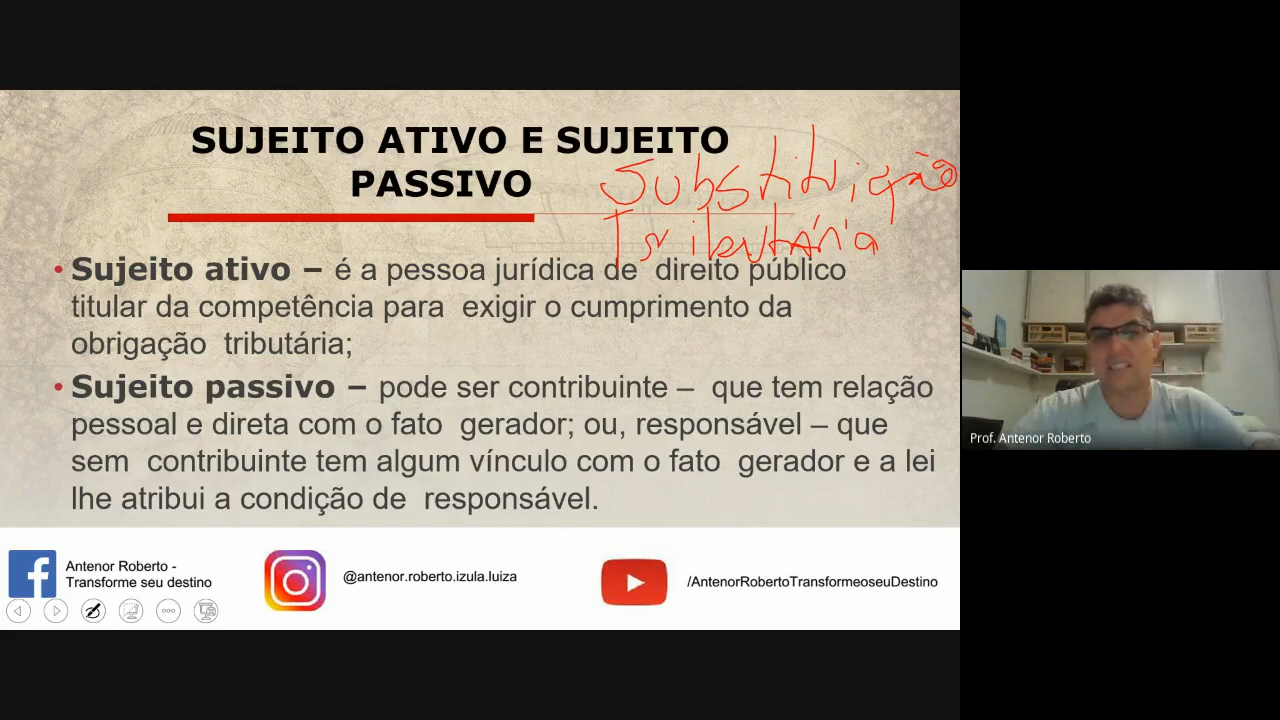 SUJEITO ATIVO E SUJEITO
PASSIVO
Substituição
Tributária
• Sujeito ativo – é a pessoa jurídica de direito público
titular da competência para exigir o cumprimento da
obrigação tributária;
• Sujeito passivo – pode ser contribuinte – que tem relação
pessoal e direta com o fato gerador; ou, responsável – que
sem contribuinte tem algum vínculo com o fato gerador e a lei
lhe atribui a condição de responsável.
Antenor Roberto -
Transforme seu destino
@antenor.roberto.izula.luiza
/AntenorRobertoTransformeoseuDestino
Prof. Antenor Roberto